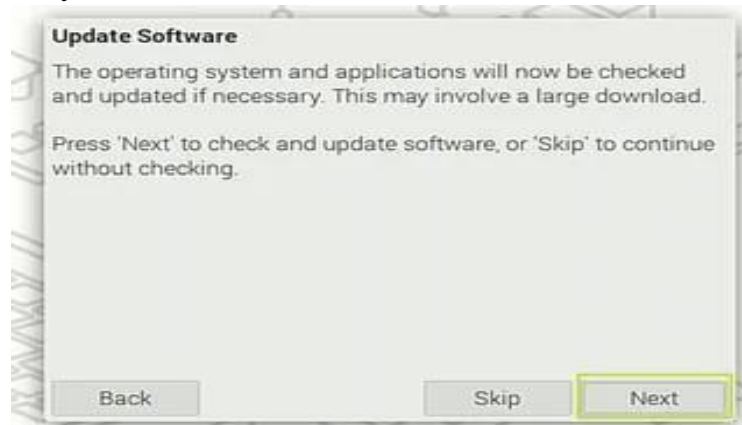 Update Software
The operating system and applications will now be checked
and updated if necessary. This may involve a large download.
Press 'Next' to check and update software, or 'Skip' to continue
without checking.
Back
Skip
Next